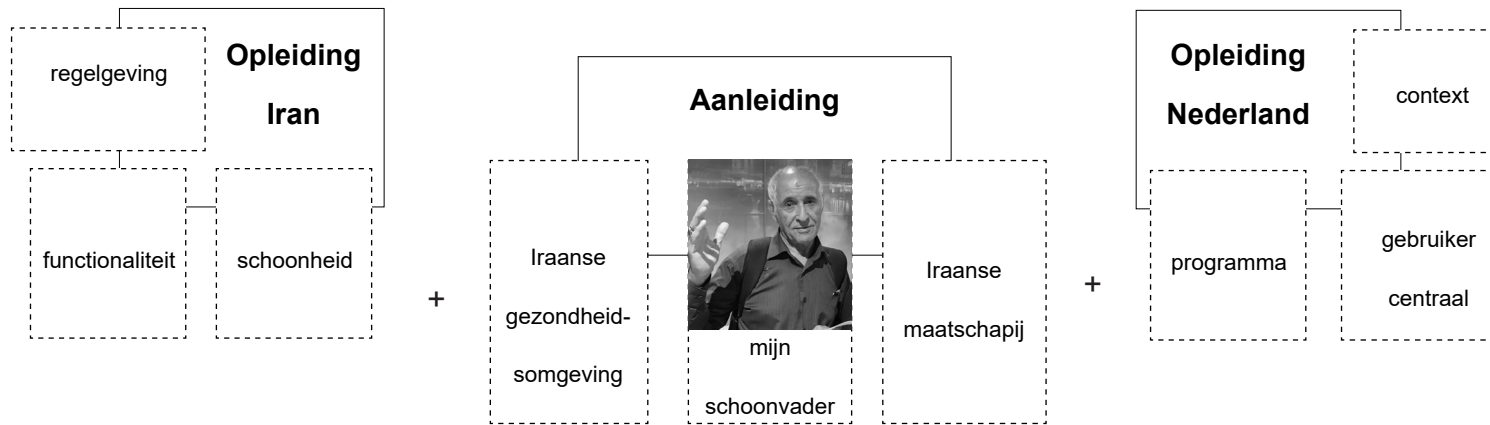 regelgeving
Opleiding
Iran
functionaliteit
schoonheid
+
Aanleiding
Iraanse
gezondheid-
somgeving
mijn
schoonvader
Iraanse
maatschapij
+
Opleiding
Nederland
context
programma
gebruiker
centraal